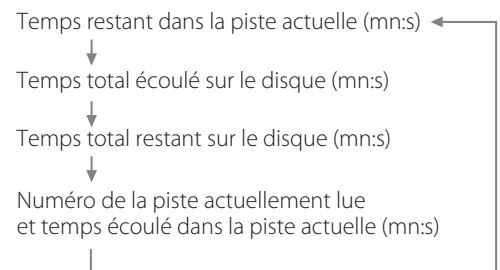 Temps restant dans la piste actuelle (mn:s)
Temps total écoulé sur le disque (mn:s)
Temps total restant sur le disque (mn:s)
Numéro de la piste actuellement lue
et temps écoulé dans la piste actuelle (mn:s)